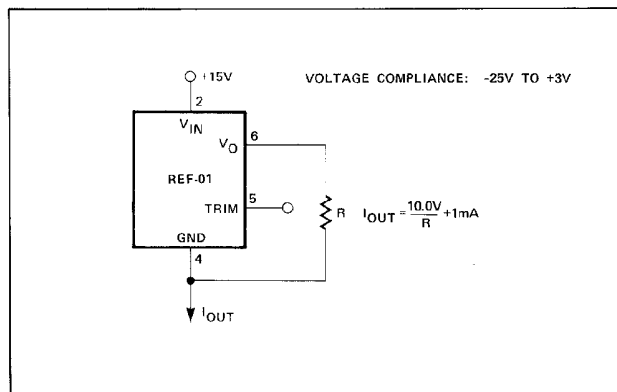 +15V
VOLTAGE COMPLIANCE: -25V TO +3V
2
VIN
VO
6
REF-01
TRIM
5
R
IOUT = 10.0V/R +1mA
GND
4
IOUT